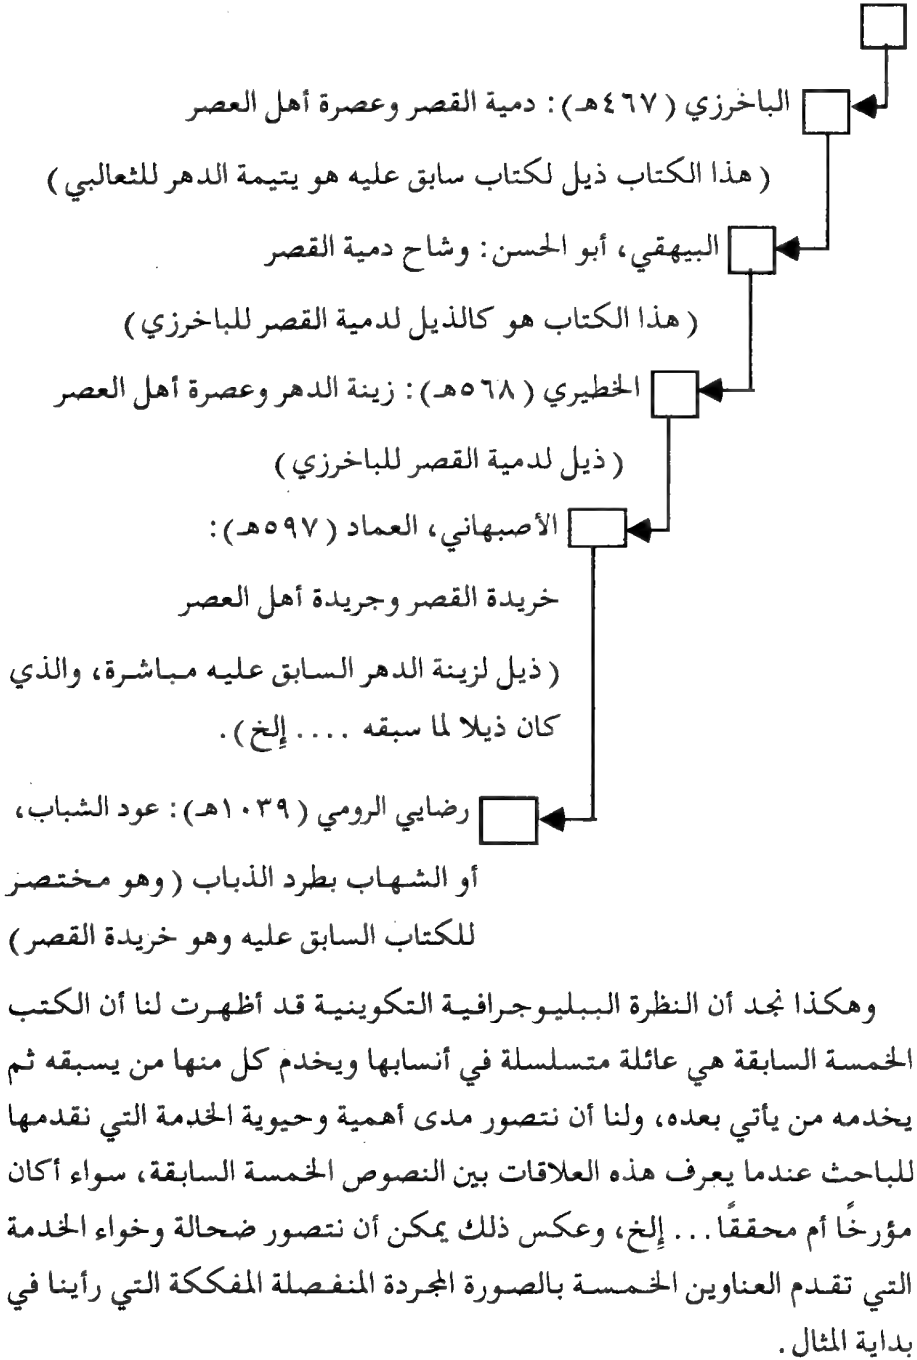 الباخرزي (٤٦٧هـ): دمية القصر وعصرة أهل العصر
(هذا الكتاب ذيل لكتاب سابق عليه هو يتيمة الدهر للثعالبي)
البيهقي، أبو الحسن: وشاح دمية القصر
(هذا الكتاب هو كالذيل لدمية القصر للباخرزي)
الخطيري (٥٦٨هـ): زينة الدهر وعصرة أهل العصر
(ذيل لدمية القصر للباخرزي)
الأصبهاني، العماد (٥٩٧هـ):
خريدة القصر وجريدة أهل العصر
(ذيل لزينة الدهر السابق عليه مباشرة، والذي
كان ذيلا لما سبقه .... إلخ).
رضايي الرومي (١٠٣٩هـ): عود الشباب،
أو الشهاب بطرد الذباب (وهو مختصر
للكتاب السابق عليه وهو خريدة القصر)
وهكذا نجد أن النظرة الببليوجرافية التكوينية قد أظهرت لنا أن الكتب
الخمسة السابقة هي عائلة متسلسلة في أنسابها ويخدم كل منها من يسبقه ثم
يخدمه من يأتي بعده، ولنا أن نتصور مدى أهمية وحيوية الخدمة التي نقدمها
للباحث عندما يعرف هذه العلاقات بين النصوص الخمسة السابقة، سواء أكان
مؤرخًا أم محققًا... إلخ، وعكس ذلك يمكن أن نتصور ضحالة وخواء الخدمة
التي تقدم العناوين الخمسة بالصورة المجردة المنفصلة المفككة التي رأينا في
بداية المثال.